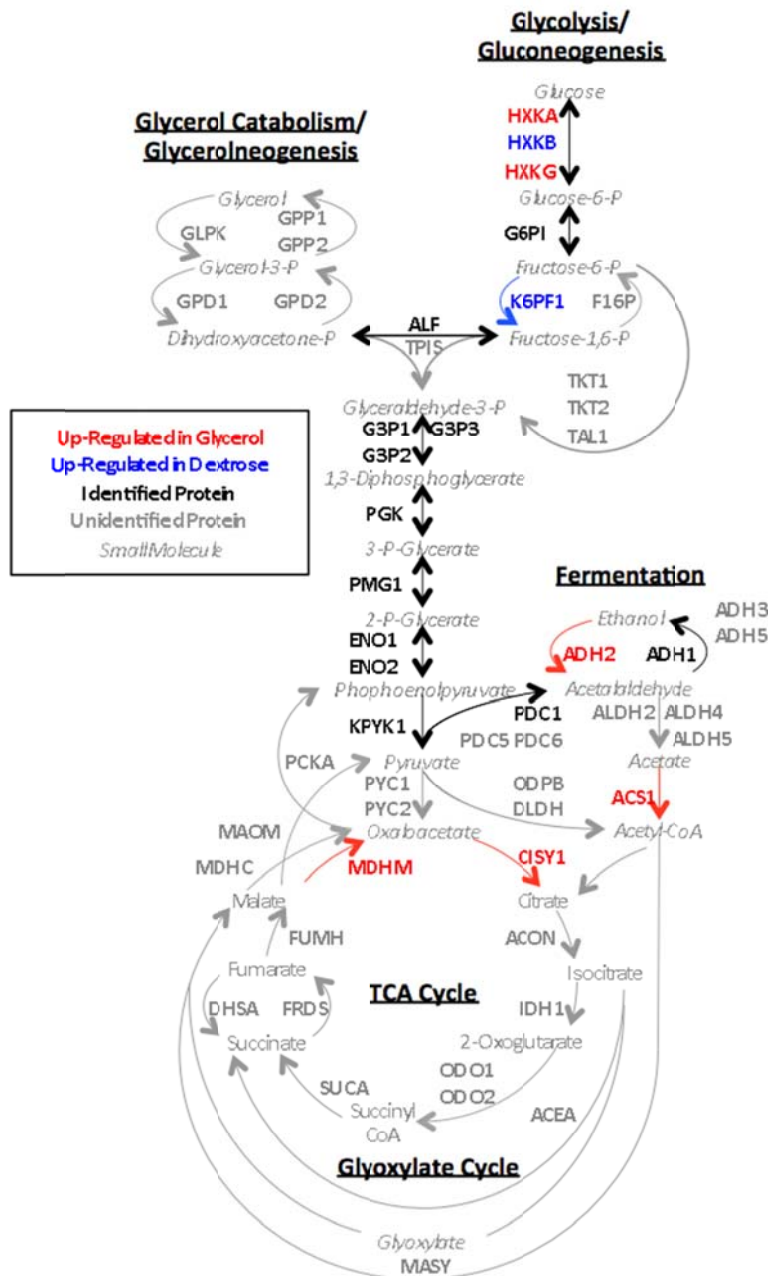 Glycolysis/
Gluconeogenesis
Glucose
HXKA
HXKB
HXKG
Glucose-6-P
G6PI
Fructose-6-P
K6PF1
F16P
Fructose-1,6-P
Glycerol Catabolism/
Glycerolneogenesis
Glycerol
GLPK
GPP1
GPP2
Glycerol-3-P
GPD1
GPD2
Dihydroxyacetone-P
ALF
TPIS
TKT1
TKT2
TAL1
Glyceraldehyde-3-P
G3P1
G3P3
G3P2
1,3-Diphosphoglycerate
PGK
3-P-Glycerate
PMG1
2-P-Glycerate
ENO1
ENO2
Phophoenolpyruvate
KPYK1
Up-Regulated in Glycerol
Up-Regulated in Dextrose
Identified Protein
Unidentified Protein
Small Molecule
Fermentation
Ethanol
ADH3
ADH5
ADH2
ADH1
Acetalaldehyde
PDC1
PDC5 PDC6
ALDH2
ALDH4
ALDH5
Acetate
ACS1
Acetyl-CoA
PCKA
Pyruvate
PYC1
PYC2
ODPB
DLDH
Oxaloacetate
MAOM
MDHC
MDHM
CISY1
Malate
Citrate
FUMH
ACON
Fumarate
Isocitrate
TCA Cycle
DHSA
FRDS
IDH1
Succinate
2-Oxoglutarate
ODO1
ODO2
SUCA
Succinyl
CoA
ACEA
Glyoxylate Cycle
Glyoxylate
MASY